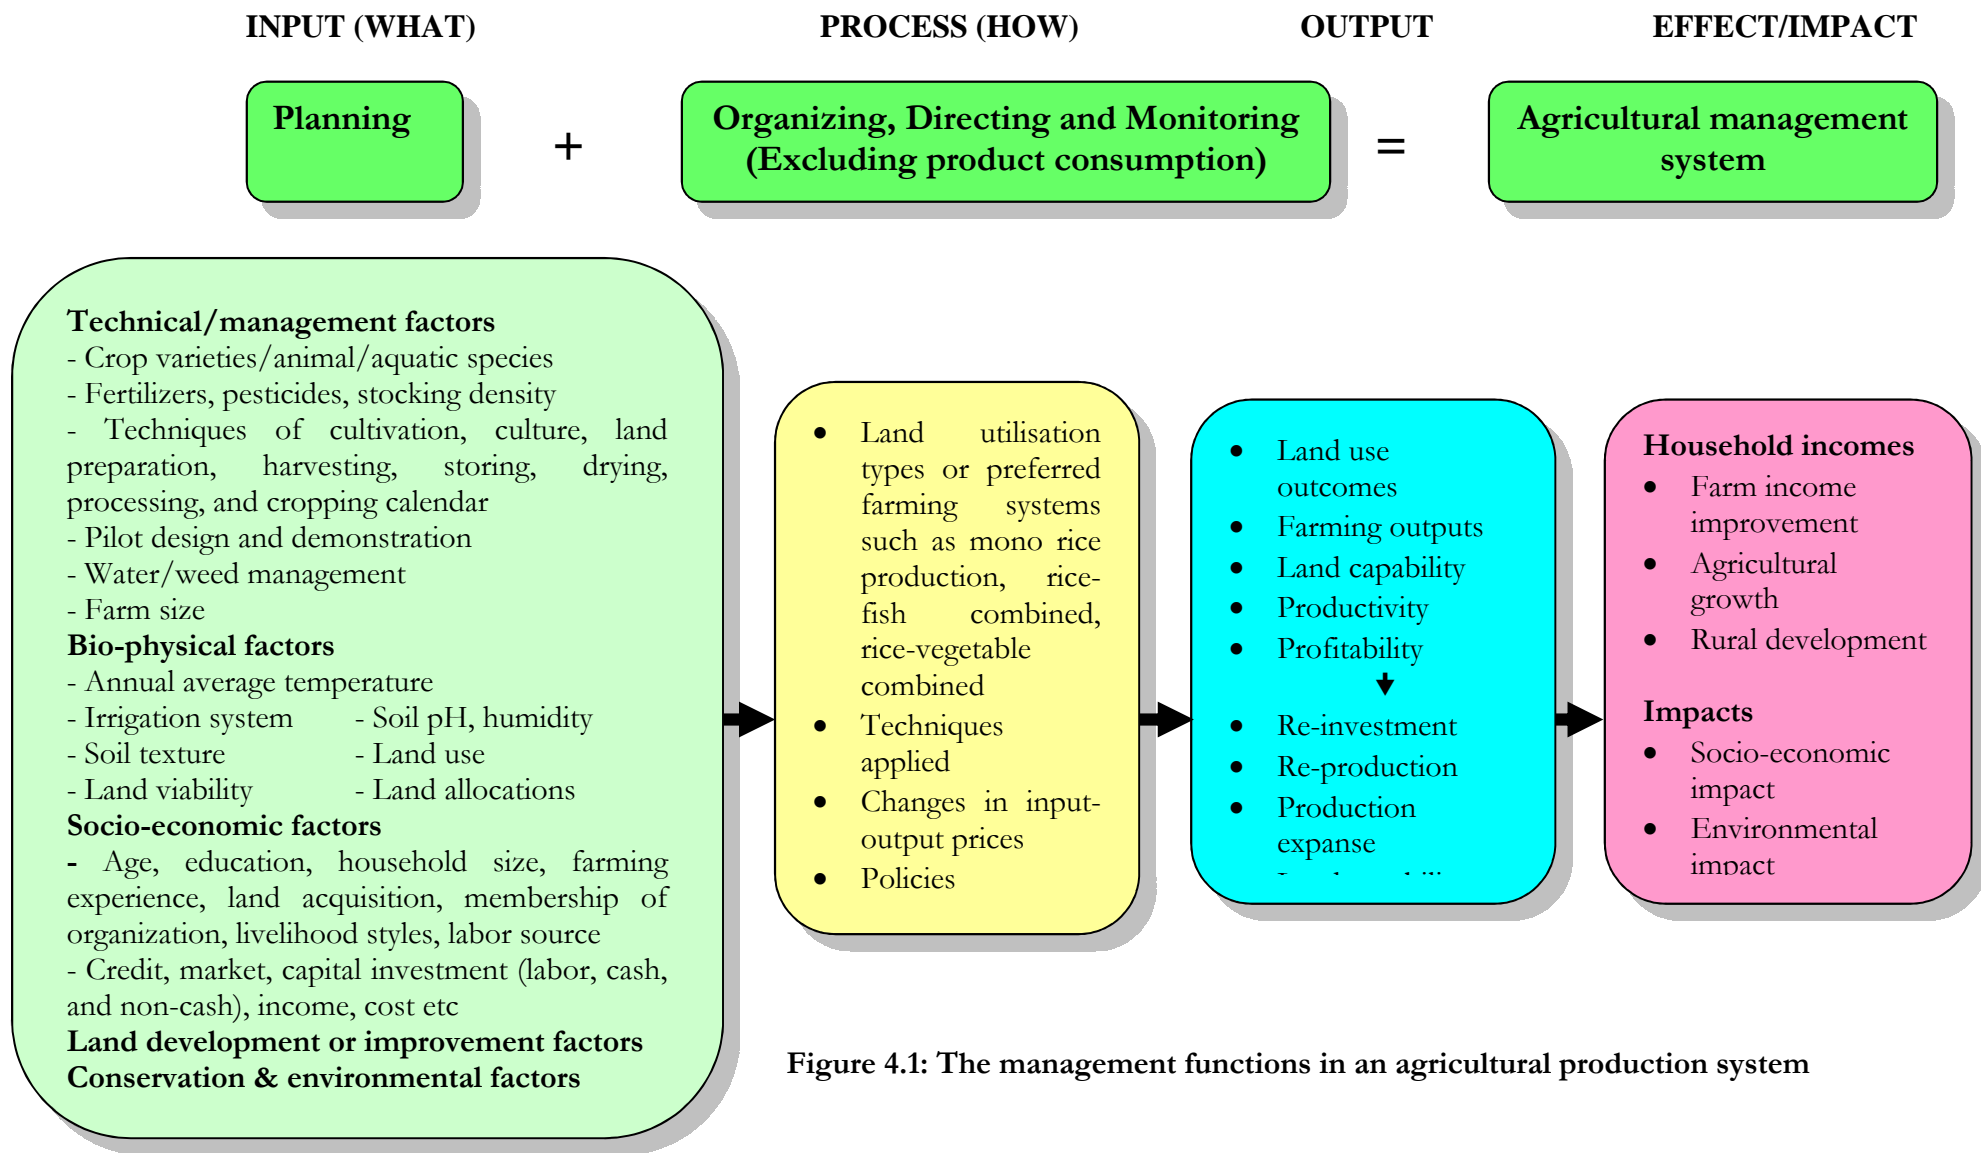 INPUT (WHAT)
PROCESS (HOW)
OUTPUT
EFFECT/IMPACT
Planning
+
Organizing, Directing and Monitoring
(Excluding product consumption)
=
Agricultural management
system
Technical/management factors
- Crop varieties/animal/aquatic species
- Fertilizers, pesticides, stocking density
- Techniques of cultivation, culture, land
preparation, harvesting, storing, drying,
processing, and cropping calendar
- Pilot design and demonstration
- Water/weed management
- Farm size
Bio-physical factors
- Annual average temperature
- Irrigation system - Soil pH, humidity
- Soil texture - Land use
- Land viability - Land allocations
Socio-economic factors
- Age, education, household size, farming
experience, land acquisition, membership of
organization, livelihood styles, labor source
- Credit, market, capital investment (labor, cash,
and non-cash), income, cost etc
Land development or improvement factors
Conservation & environmental factors
• Land utilisation
types or preferred
farming systems
such as mono rice
production, rice-
fish combined,
rice-vegetable
combined
• Techniques
applied
• Changes in input-
output prices
• Policies
• Land use
outcomes
• Farming outputs
• Land capability
• Productivity
• Profitability
• Re-investment
• Re-production
• Production
expanse
Household incomes
• Farm income
improvement
• Agricultural
growth
• Rural development
Impacts
• Socio-economic
impact
• Environmental
impact
Figure 4.1: The management functions in an agricultural production system